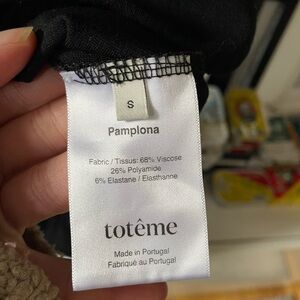 S
Pamplona
Fabric / Tissus: 68% Viscose
26% Polyamide
6% Elastane / Elasthanne
totême
Made in Portugal
Fabriqué au Portugal